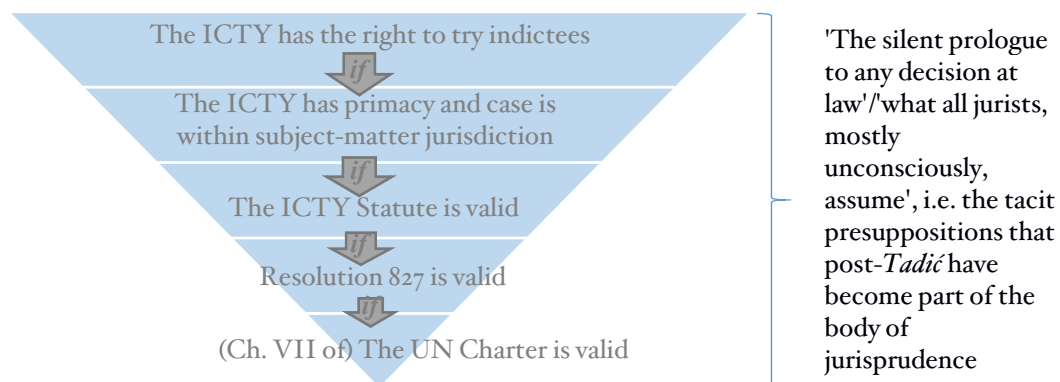 The ICTY has the right to try indictees
if
The ICTY has primacy and case is
within subject-matter jurisdiction
if
The ICTY Statute is valid
if
Resolution 827 is valid
if
(Ch. VII of) The UN Charter is valid
'The silent prologue
to any decision at
law'/'what all jurists,
mostly
unconsciously,
assume', i.e. the tacit
presuppositions that
post-Tadić have
become part of the
body of
jurisprudence